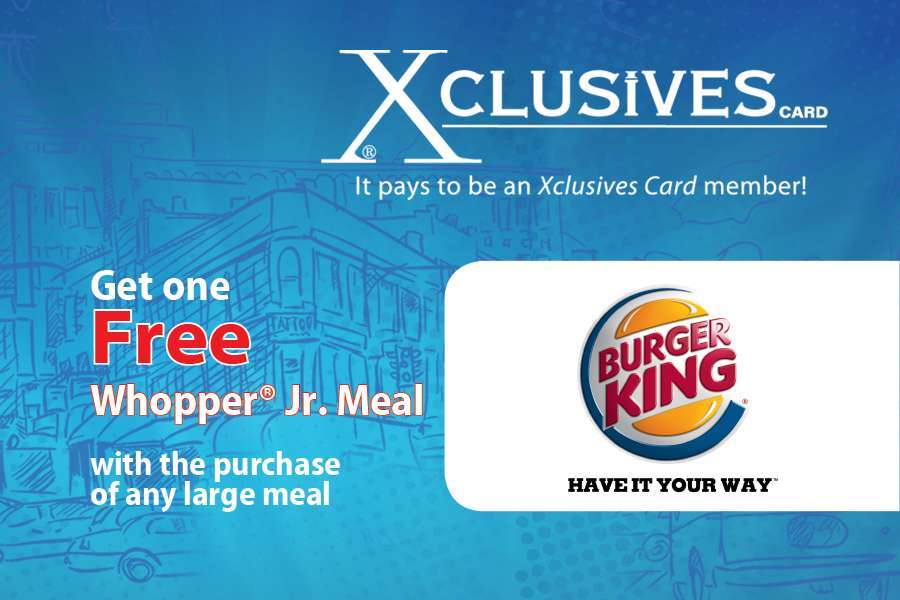 XCLUSiVES CARD
®
It pays to be an Xclusives Card member!
Get one
Free
Whopper® Jr. Meal
with the purchase
of any large meal
TATTOO
BURGER
KING®
HAVE IT YOUR WAY™